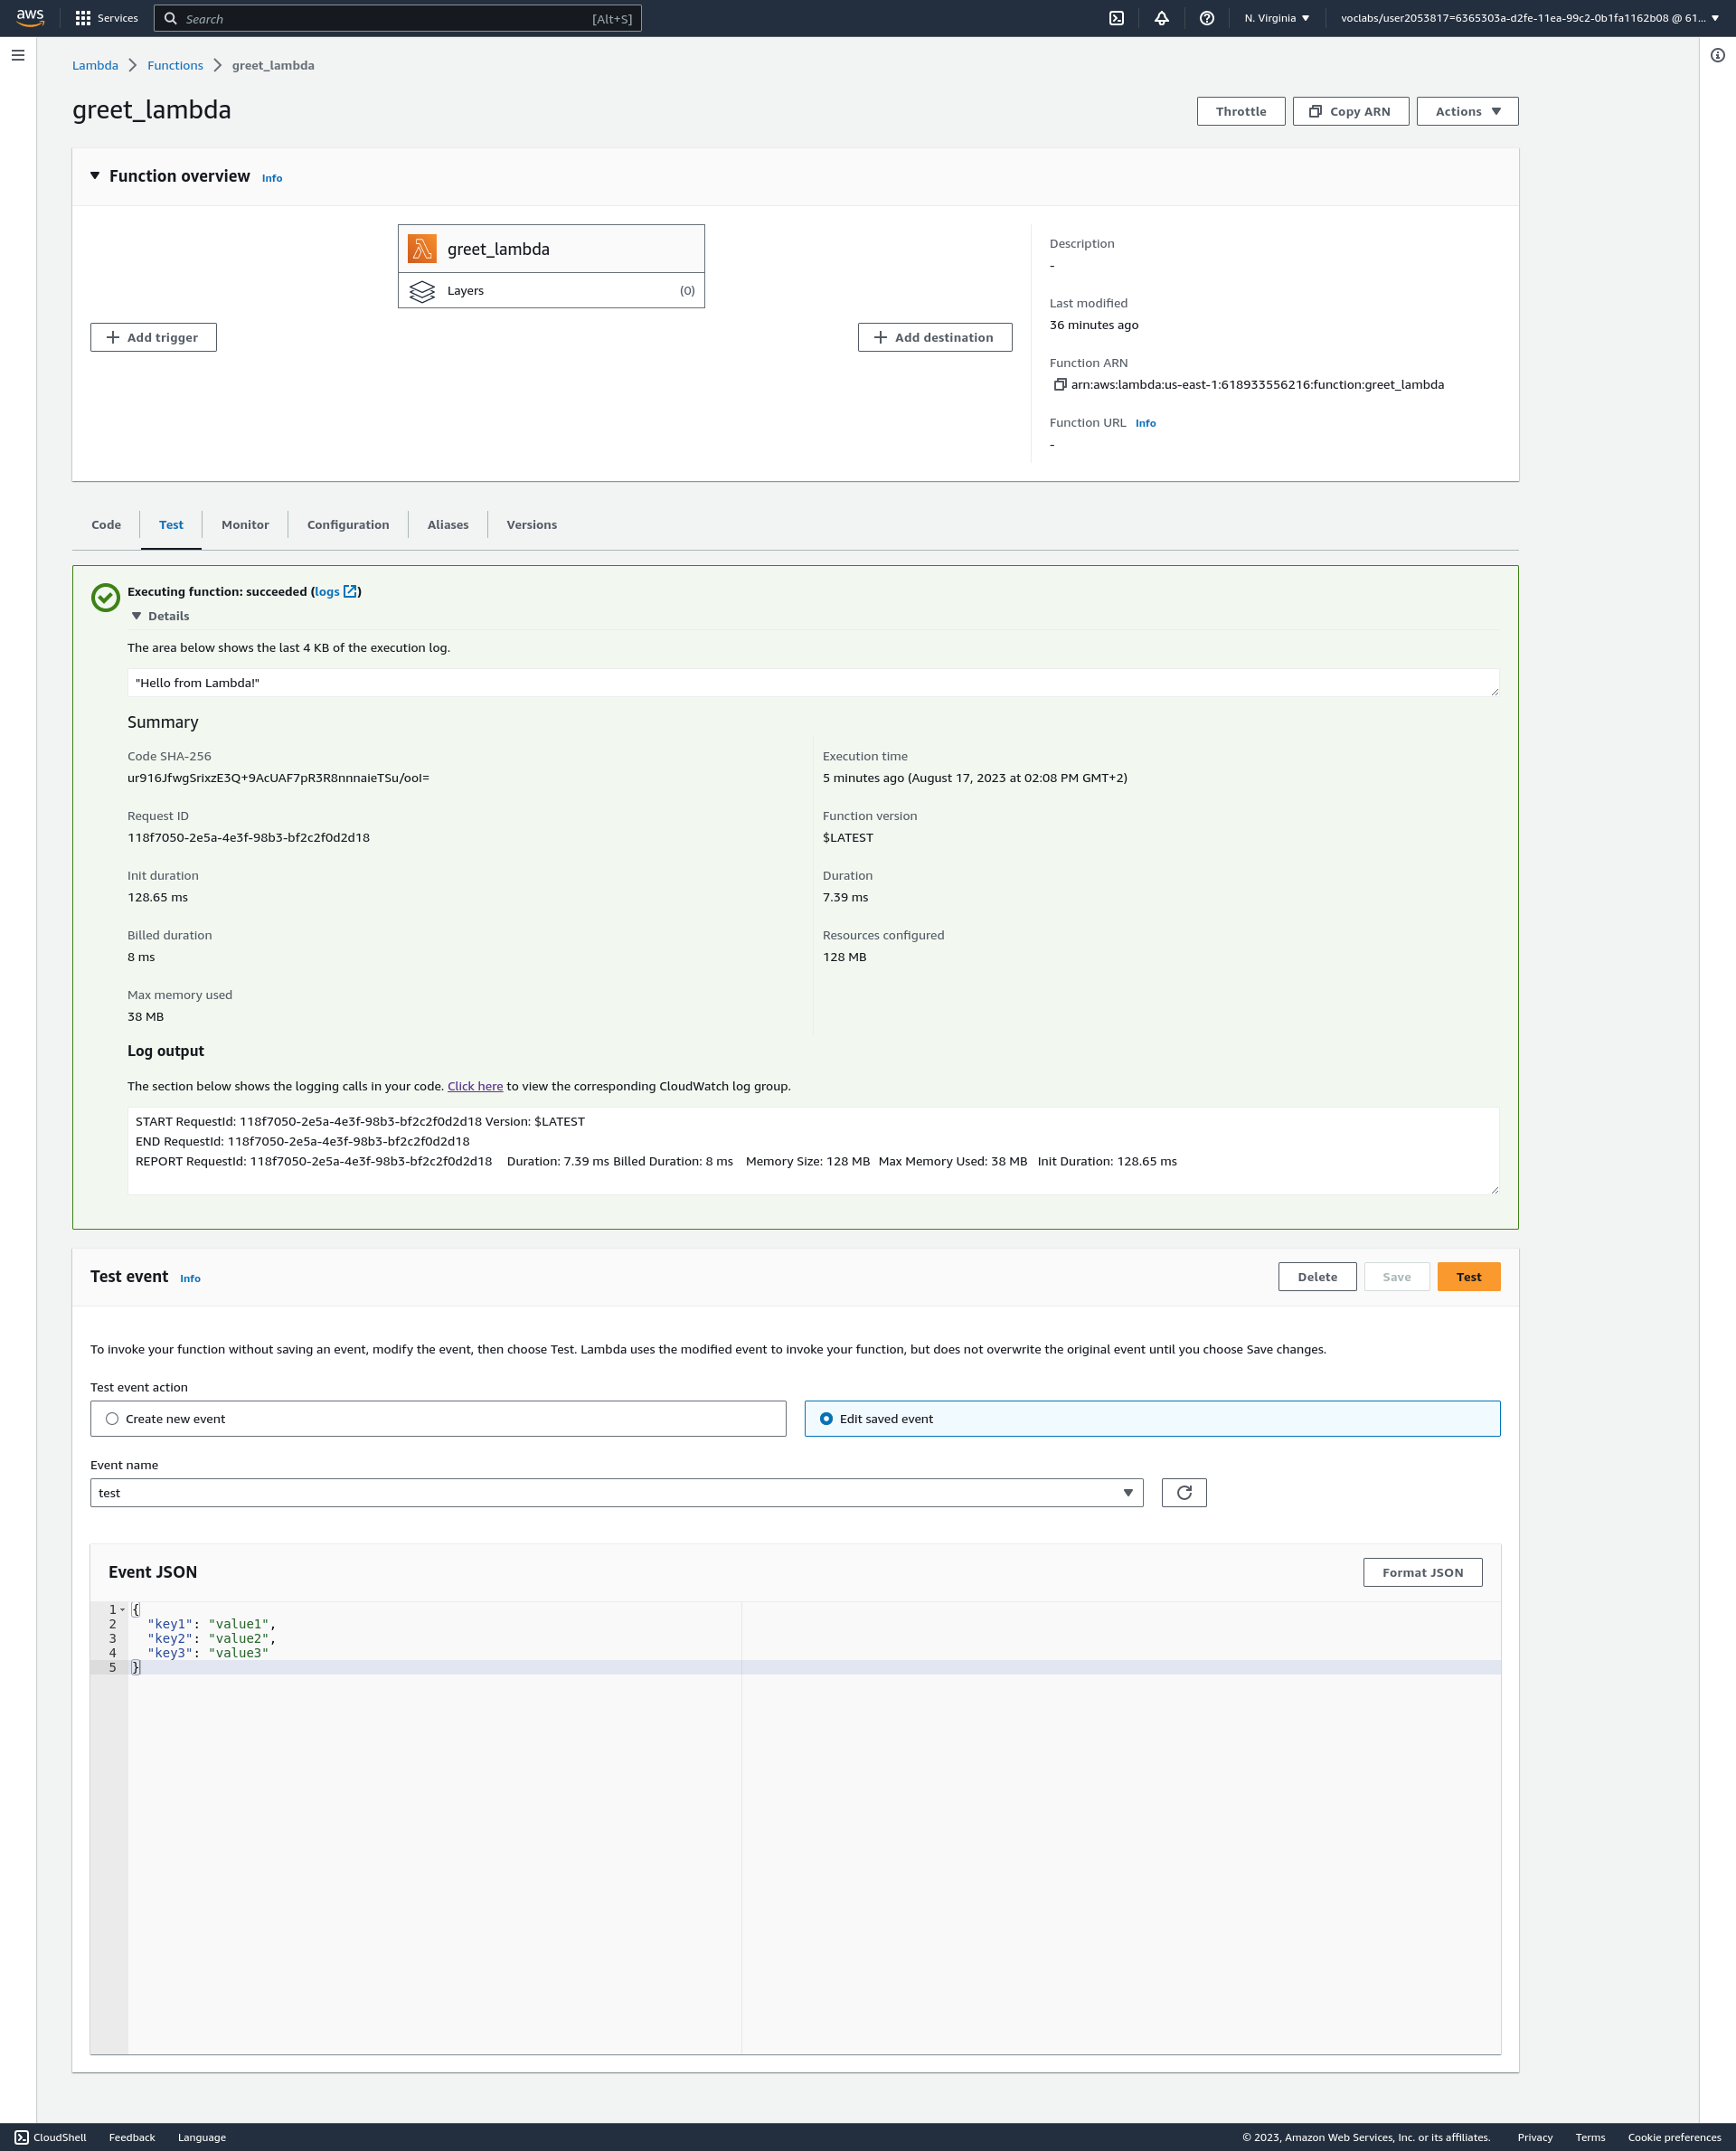 aws Services Search [Alt+S] N. Virginia voclabs/user2053817=6365303a-d2fe-11ea-99c2-0b1fa1162b08 @ 61...
Lambda Functions greet_lambda
greet_lambda
Throttle Copy ARN Actions
Function overview Info
greet_lambda
Layers (0)
Add trigger
Add destination
Description
-
Last modified
36 minutes ago
Function ARN
arn:aws:lambda:us-east-1:618933556216:function:greet_lambda
Function URL Info
-
Code Test Monitor Configuration Aliases Versions
Executing function: succeeded (logs)
Details
The area below shows the last 4 KB of the execution log.
"Hello from Lambda!"
Summary
Code SHA-256
ur916JfwgSrixzE3Q+9AcUAF7pR3R8nnnaieTSu/ooI=
Execution time
5 minutes ago (August 17, 2023 at 02:08 PM GMT+2)
Request ID
118f7050-2e5a-4e3f-98b3-bf2c2f0d2d18
Function version
$LATEST
Init duration
128.65 ms
Duration
7.39 ms
Billed duration
8 ms
Resources configured
128 MB
Max memory used
38 MB
Log output
The section below shows the logging calls in your code. Click here to view the corresponding CloudWatch log group.
START RequestId: 118f7050-2e5a-4e3f-98b3-bf2c2f0d2d18 Version: $LATEST
END RequestId: 118f7050-2e5a-4e3f-98b3-bf2c2f0d2d18
REPORT RequestId: 118f7050-2e5a-4e3f-98b3-bf2c2f0d2d18 Duration: 7.39 ms Billed Duration: 8 ms Memory Size: 128 MB Max Memory Used: 38 MB Init Duration: 128.65 ms
Test event Info
Delete Save Test
To invoke your function without saving an event, modify the event, then choose Test. Lambda uses the modified event to invoke your function, but does not overwrite the original event until you choose Save changes.
Test event action
Create new event
Edit saved event
Event name
test
Event JSON
Format JSON
1 {
2 "key1": "value1",
3 "key2": "value2",
4 "key3": "value3"
5 }
CloudShell Feedback Language © 2023, Amazon Web Services, Inc. or its affiliates. Privacy Terms Cookie preferences